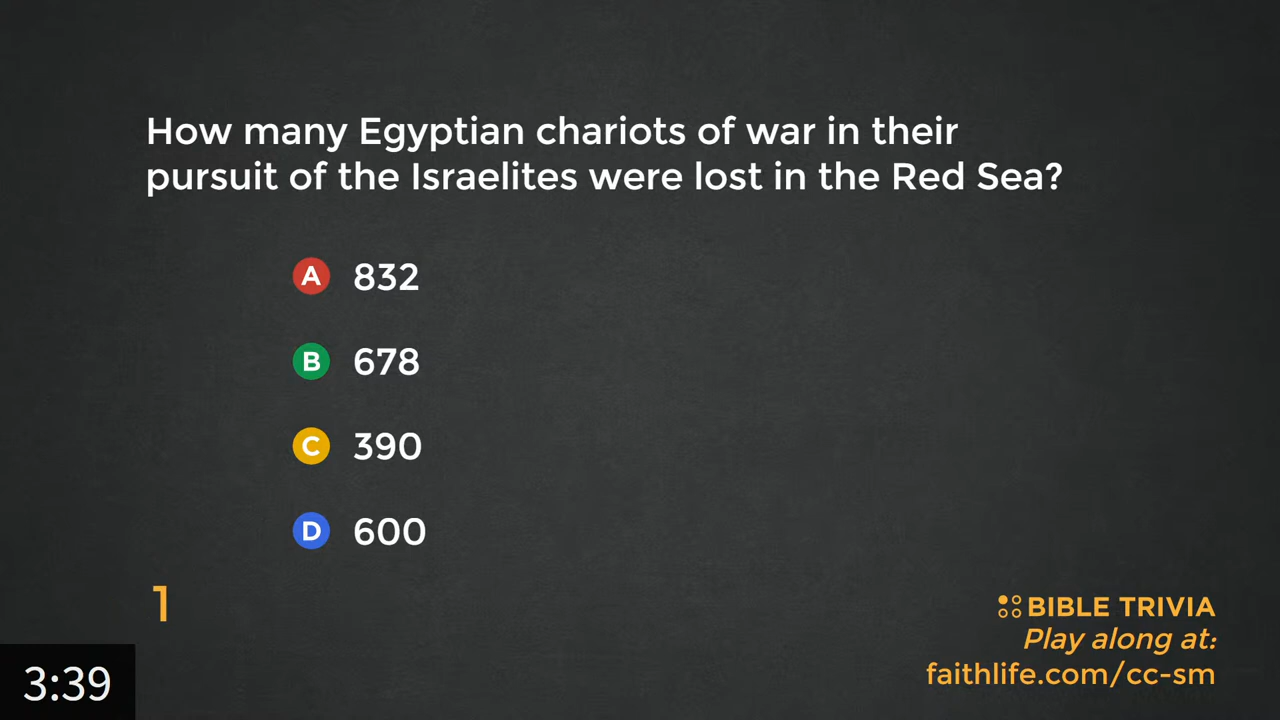 How many Egyptian chariots of war in their
pursuit of the Israelites were lost in the Red Sea?
A 832
B 678
C 390
D 600
1
BIBLE TRIVIA
Play along at:
faithlife.com/cc-sm
3:39